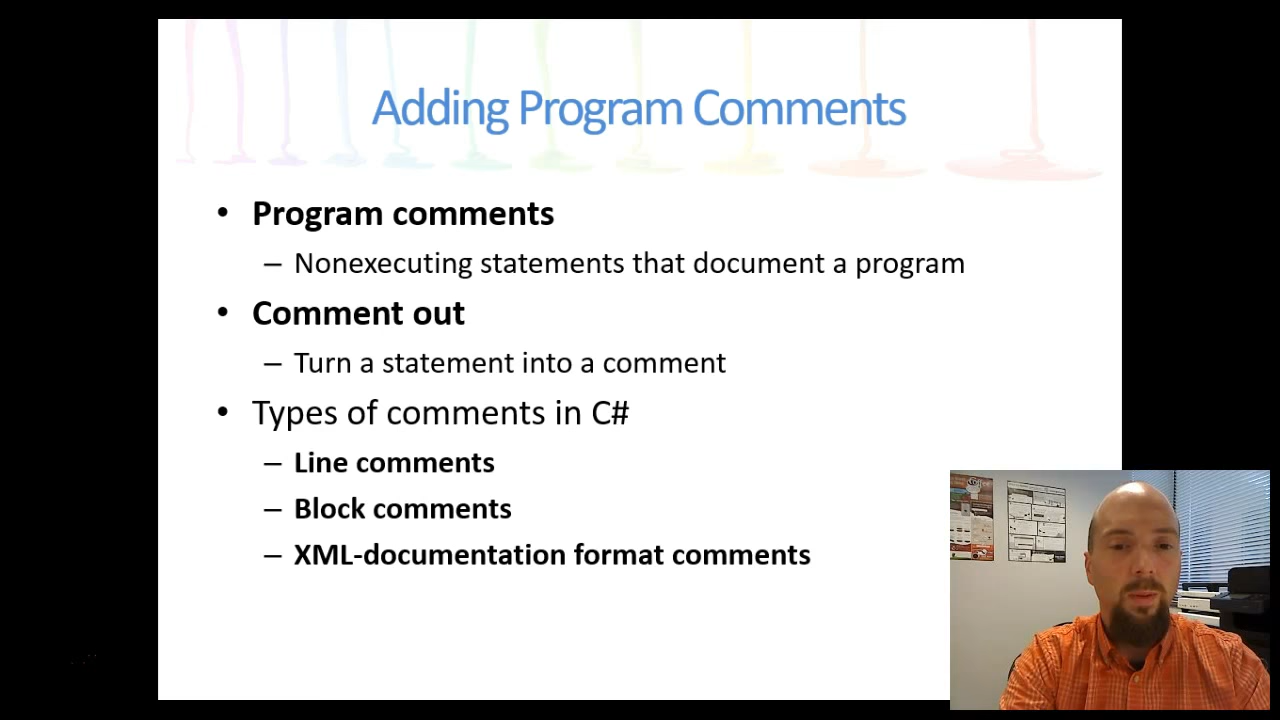 Adding Program Comments
• Program comments
– Nonexecuting statements that document a program
• Comment out
– Turn a statement into a comment
• Types of comments in C#
– Line comments
– Block comments
– XML-documentation format comments